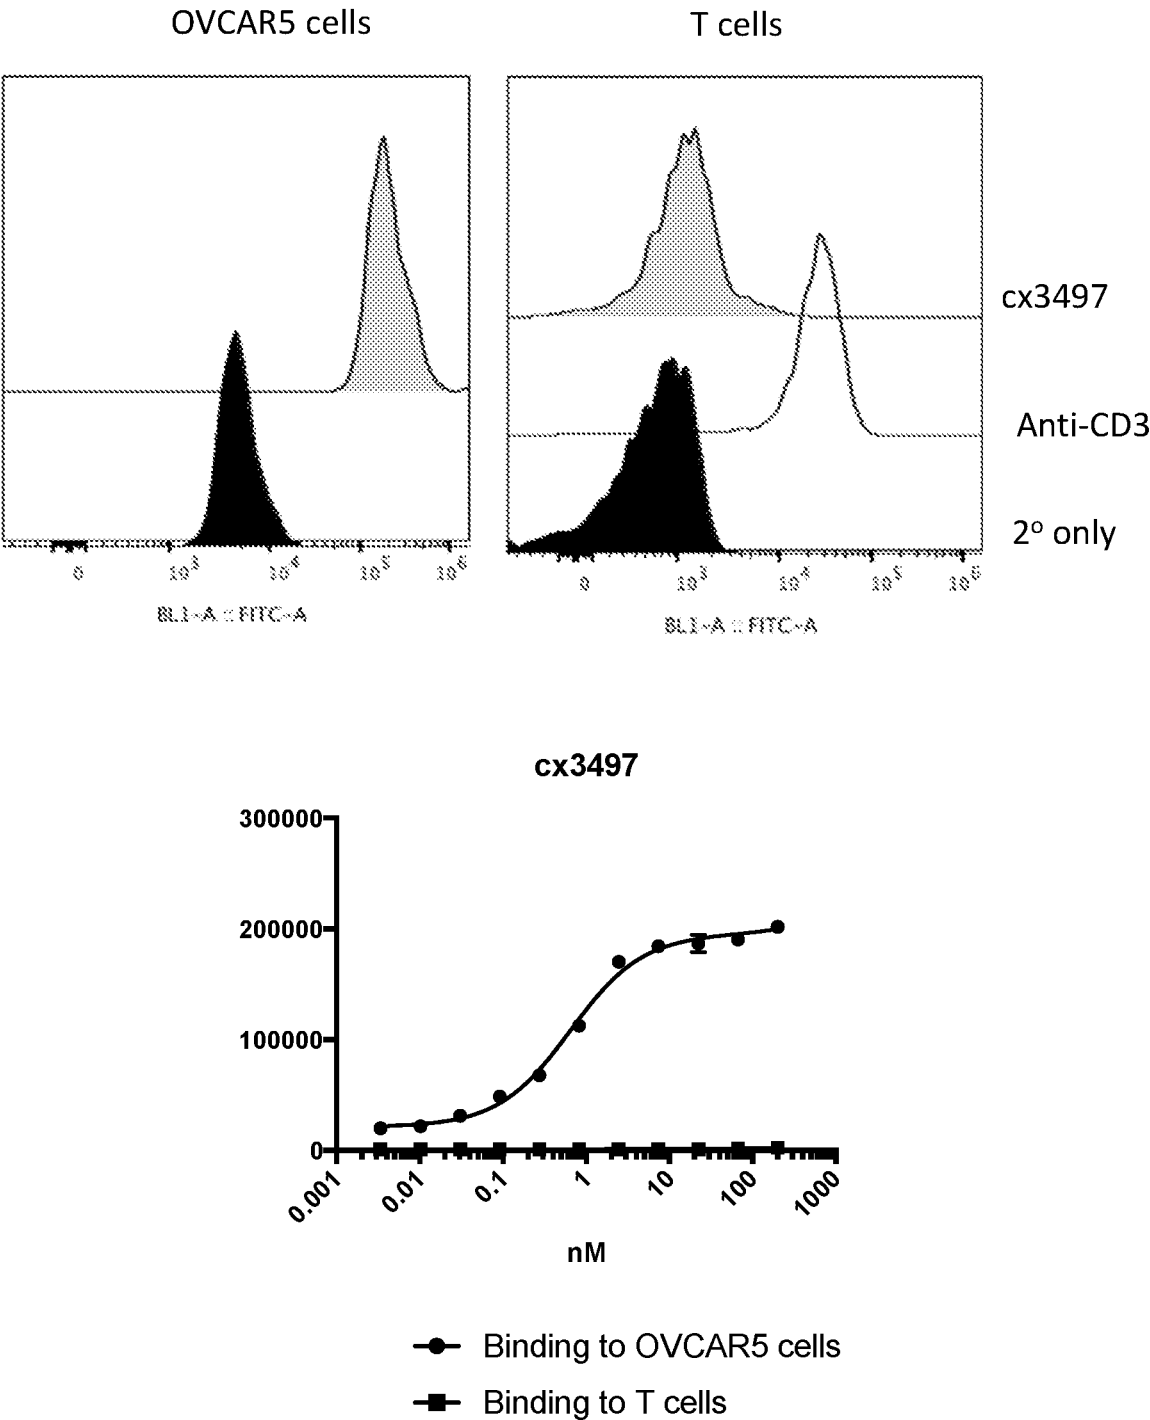 OVCAR5 cells
T cells
cx3497
Anti-CD3
2º only
0 10³ 10⁴ 10⁵ 10⁶
0 10³ 10⁴ 10⁵ 10⁶
BL1-A :: FITC-A
BL1-A :: FITC-A
cx3497
300000
200000
100000
0
0.001 0.01 0.1 1 10 100 1000
nM
Binding to OVCAR5 cells
Binding to T cells